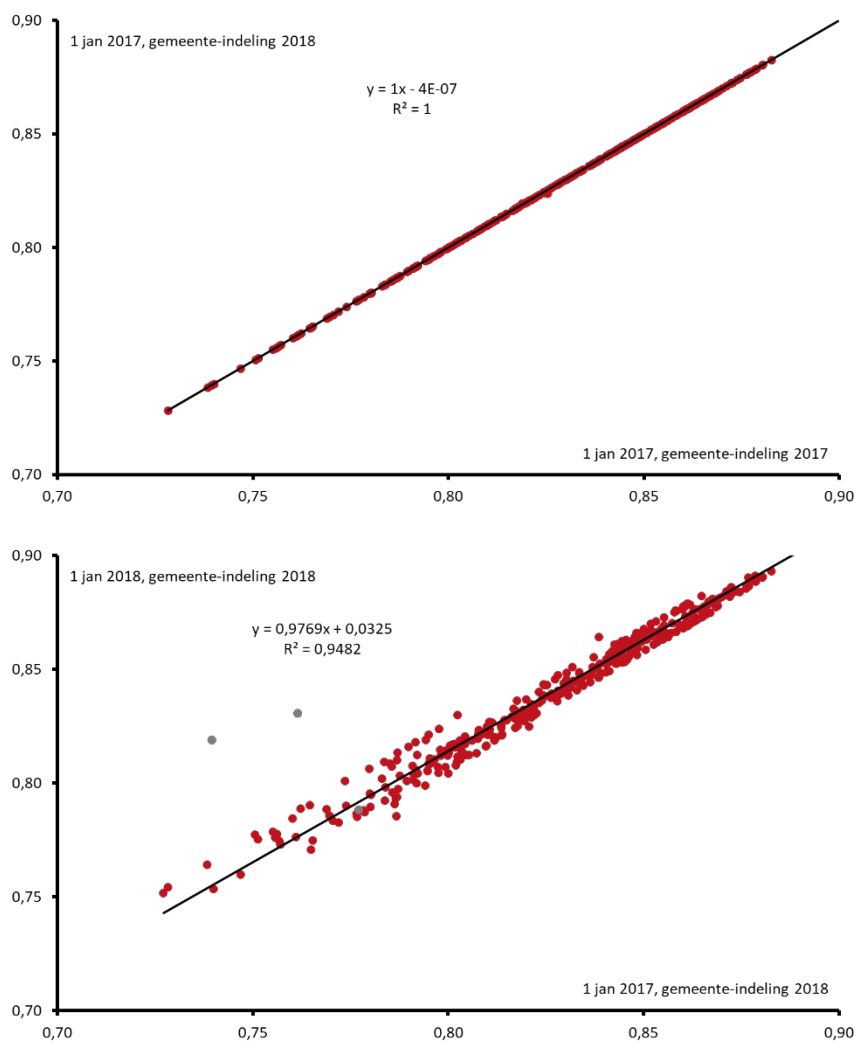 0,90
1 jan 2017, gemeente-indeling 2018
y = 1x - 4E-07
R² = 1
0,85
0,80
0,75
1 jan 2017, gemeente-indeling 2017
0,70
0,70 0,75 0,80 0,85 0,90
0,90
1 jan 2018, gemeente-indeling 2018
y = 0,9769x + 0,0325
R² = 0,9482
0,85
0,80
0,75
1 jan 2017, gemeente-indeling 2018
0,70
0,70 0,75 0,80 0,85 0,90